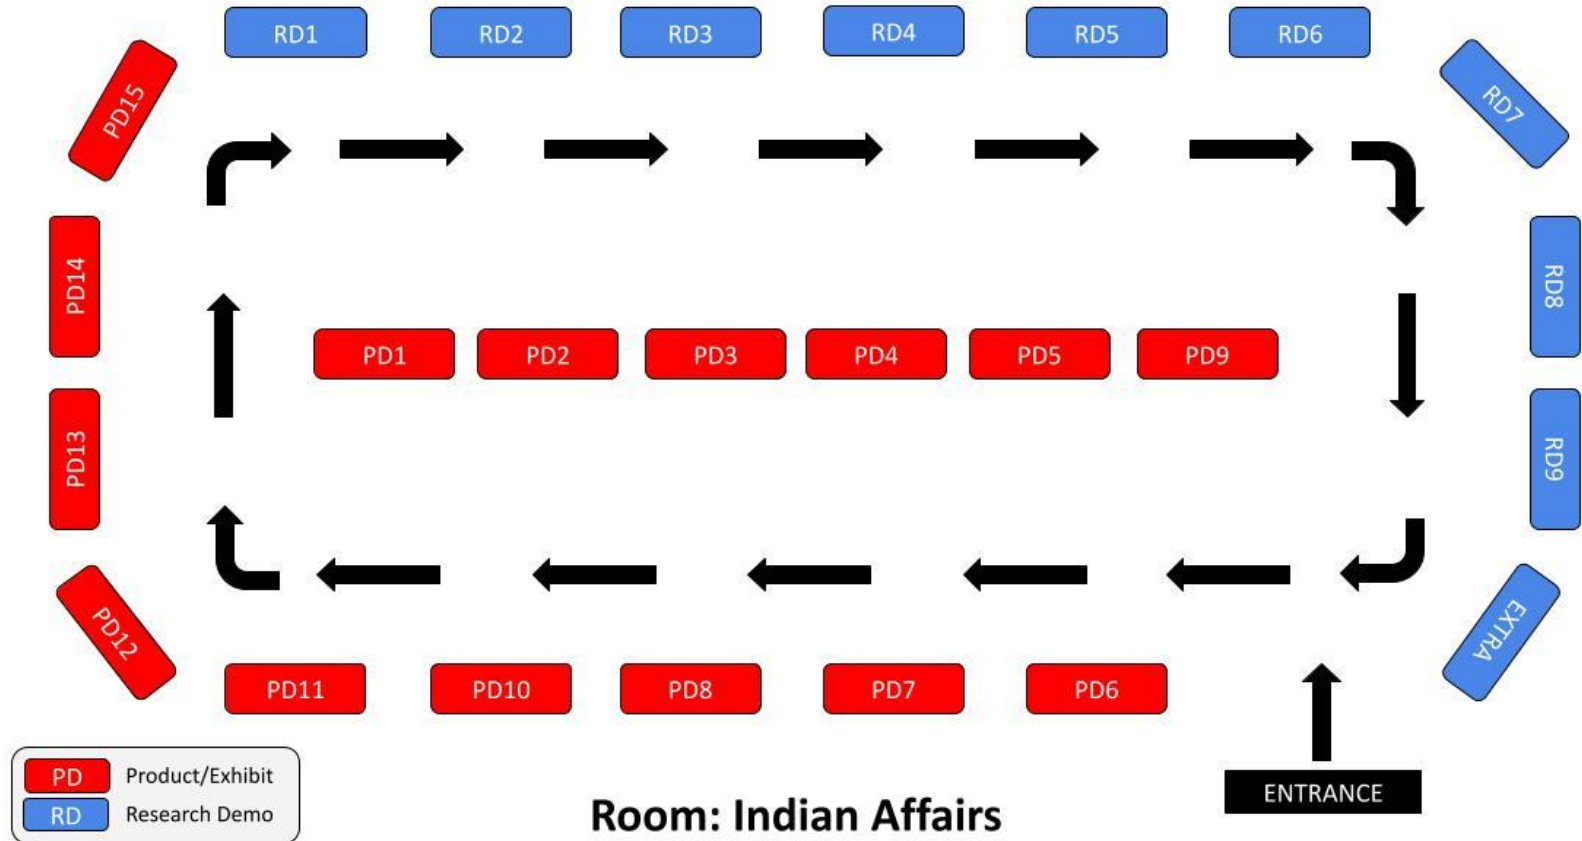 RD1
RD2
RD3
RD4
RD5
RD6
RD7
PD15
PD14
RD8
PD1
PD2
PD3
PD4
PD5
PD9
PD13
RD9
PD12
EXTRA
PD11
PD10
PD8
PD7
PD6
PD Product/Exhibit
RD Research Demo
Room: Indian Affairs
ENTRANCE